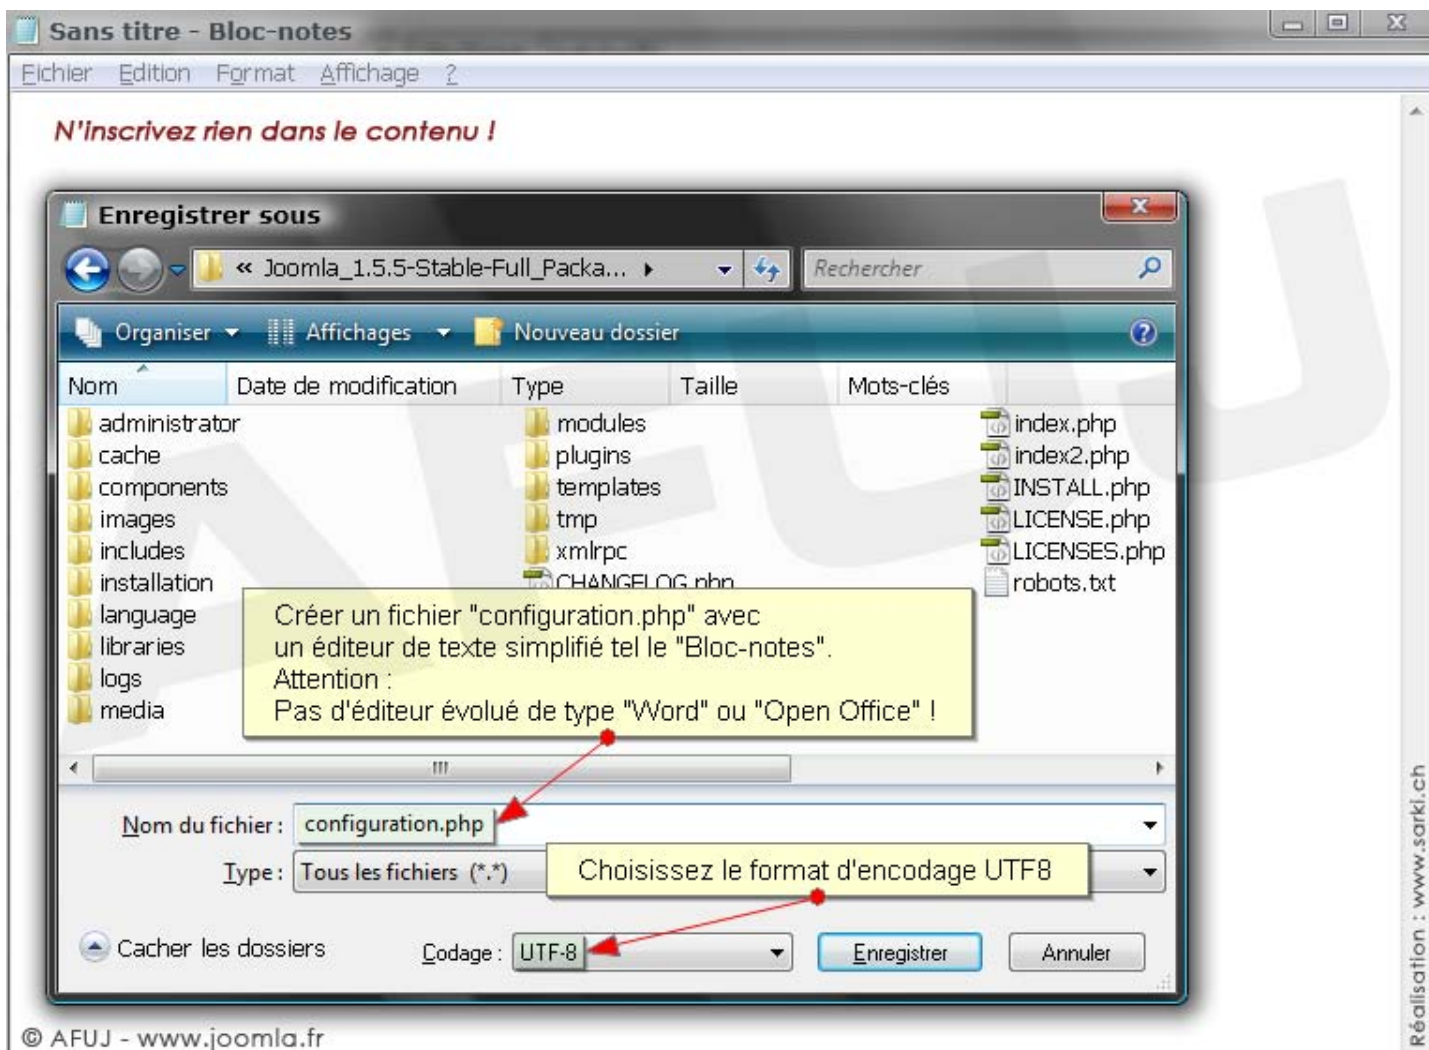 Sans titre - Bloc-notes
Fichier Edition Format Affichage ?
N'inscrivez rien dans le contenu !
Enregistrer sous
« Joomla_1.5.5-Stable-Full_Packa...
Rechercher
Organiser Affichages Nouveau dossier
Nom Date de modification Type Taille Mots-clés
administrator modules index.php
cache plugins index2.php
components templates INSTALL.php
images tmp LICENSE.php
includes xmlrpc LICENSES.php
installation CHANGELOG.php robots.txt
language
libraries
logs
media
Créer un fichier "configuration.php" avec
un éditeur de texte simplifié tel le "Bloc-notes".
Attention :
Pas d'éditeur évolué de type "Word" ou "Open Office" !
Nom du fichier : configuration.php
Type : Tous les fichiers (*.*)
Choisissez le format d'encodage UTF8
Cacher les dossiers Codage : UTF-8 Enregistrer Annuler
© AFUJ - www.joomla.fr
Réalisation : www.sarki.ch
AFUJ